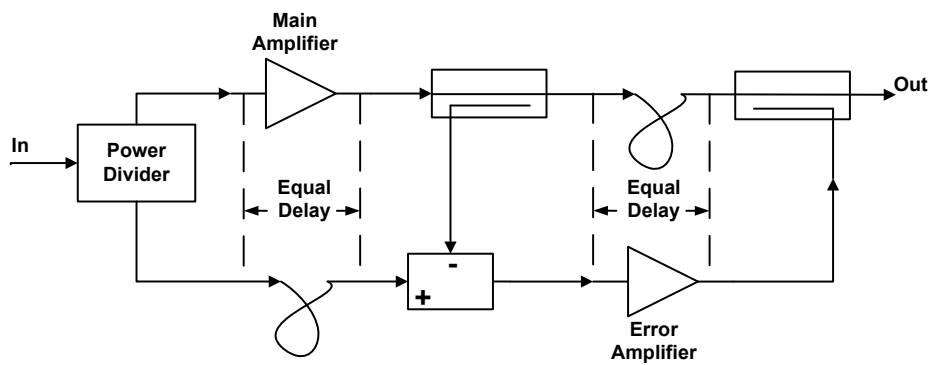 Main
Amplifier
Out
In
Power
Divider
Equal
Delay
Equal
Delay
-
+
Error
Amplifier